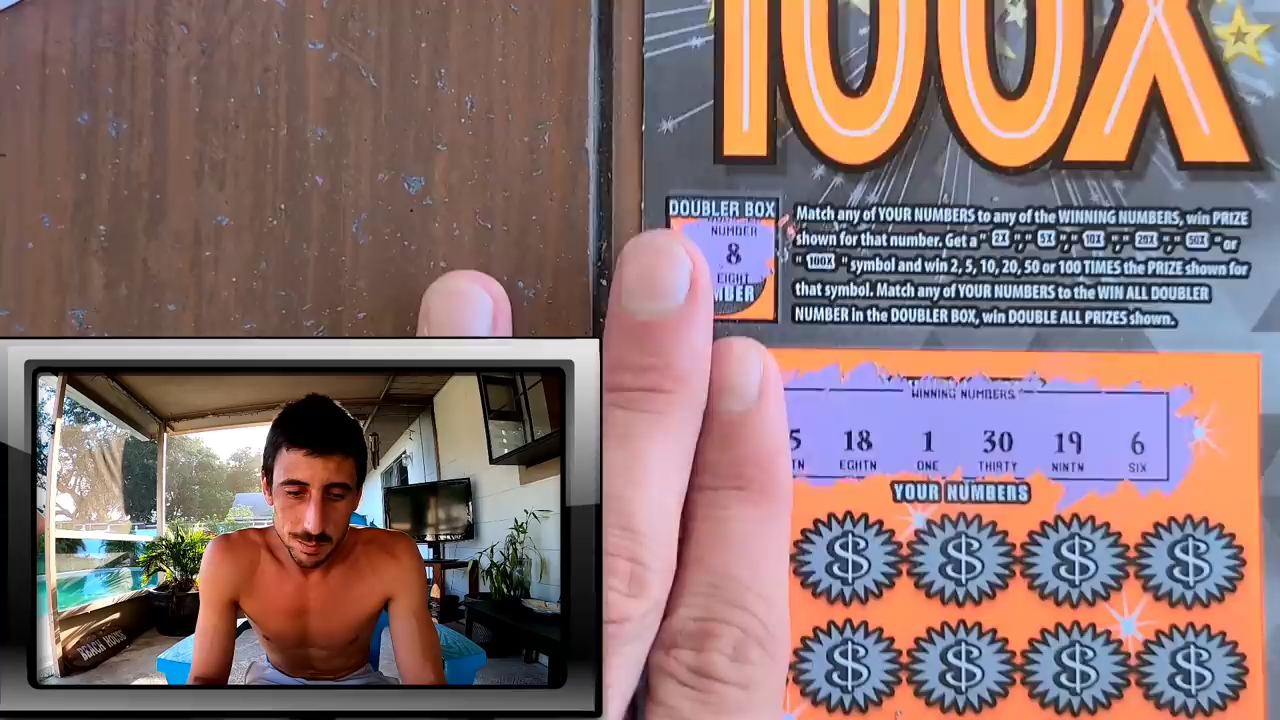 100X
DOUBLER BOX
NUMBER
8
EIGHT
Match any of YOUR NUMBERS to any of the WINNING NUMBERS, win PRIZE
shown for that number. Get a " 2X "," 5X "," 10X "," 20X "," 50X " or
" 100X " symbol and win 2, 5, 10, 20, 50 or 100 TIMES the PRIZE shown for
that symbol. Match any of YOUR NUMBERS to the WIN ALL DOUBLER
NUMBER in the DOUBLER BOX, win DOUBLE ALL PRIZES shown.
WINNING NUMBERS
5 18 1 30 19 6
TN EGHTN ONE THIRTY NINTN SIX
YOUR NUMBERS
$ $ $ $
$ $ $ $
BEACH HOUSE